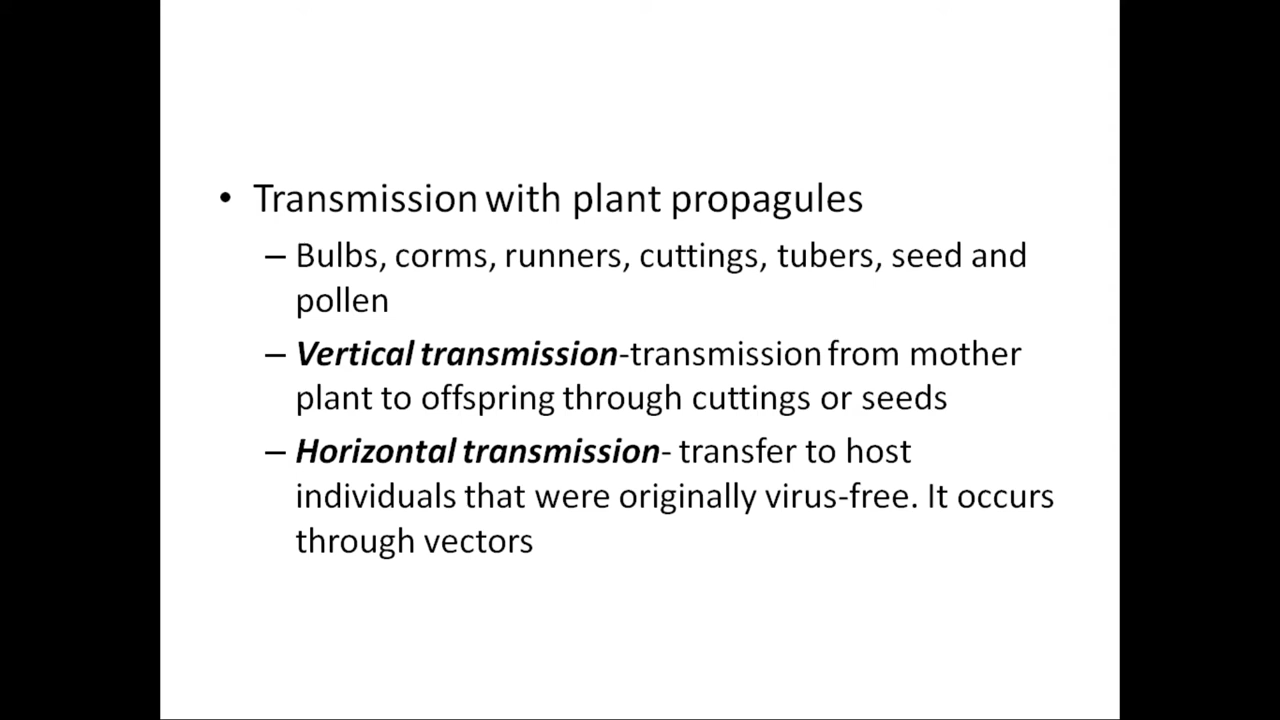 • Transmission with plant propagules
– Bulbs, corms, runners, cuttings, tubers, seed and
pollen
– Vertical transmission-transmission from mother
plant to offspring through cuttings or seeds
– Horizontal transmission- transfer to host
individuals that were originally virus-free. It occurs
through vectors